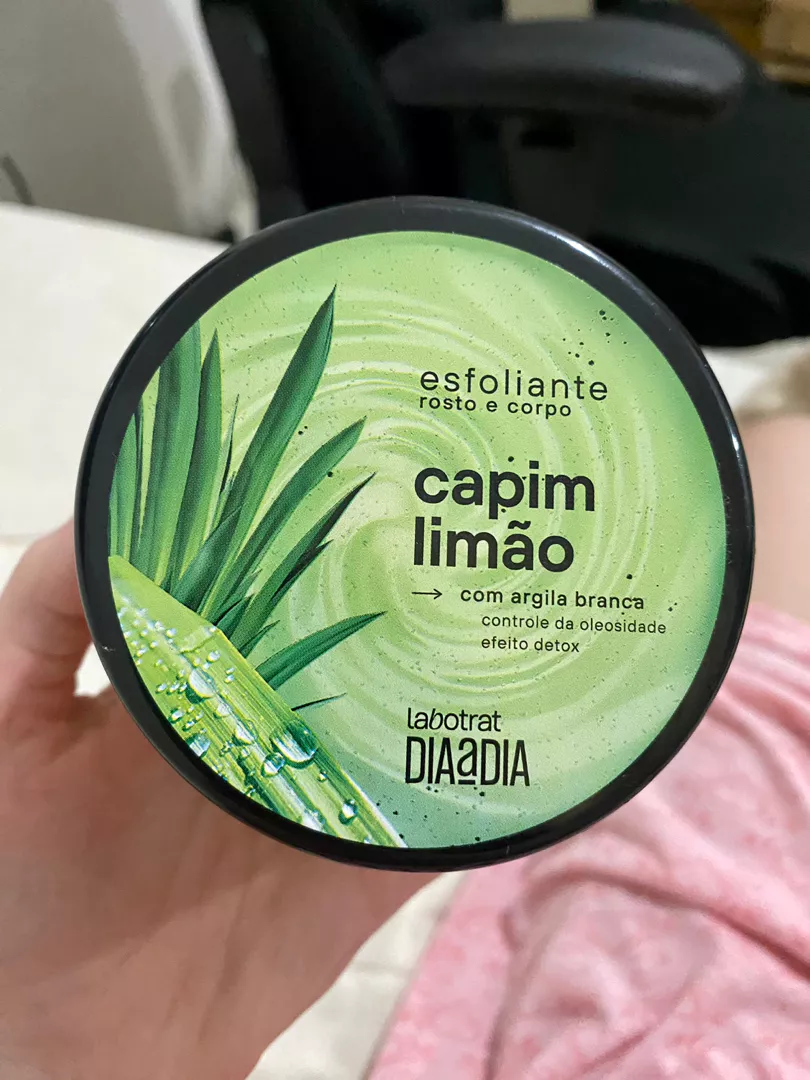 esfoliante
rosto e corpo
capim
limão
→ com argila branca
controle da oleosidade
efeito detox
labotrat
DIAaDIA